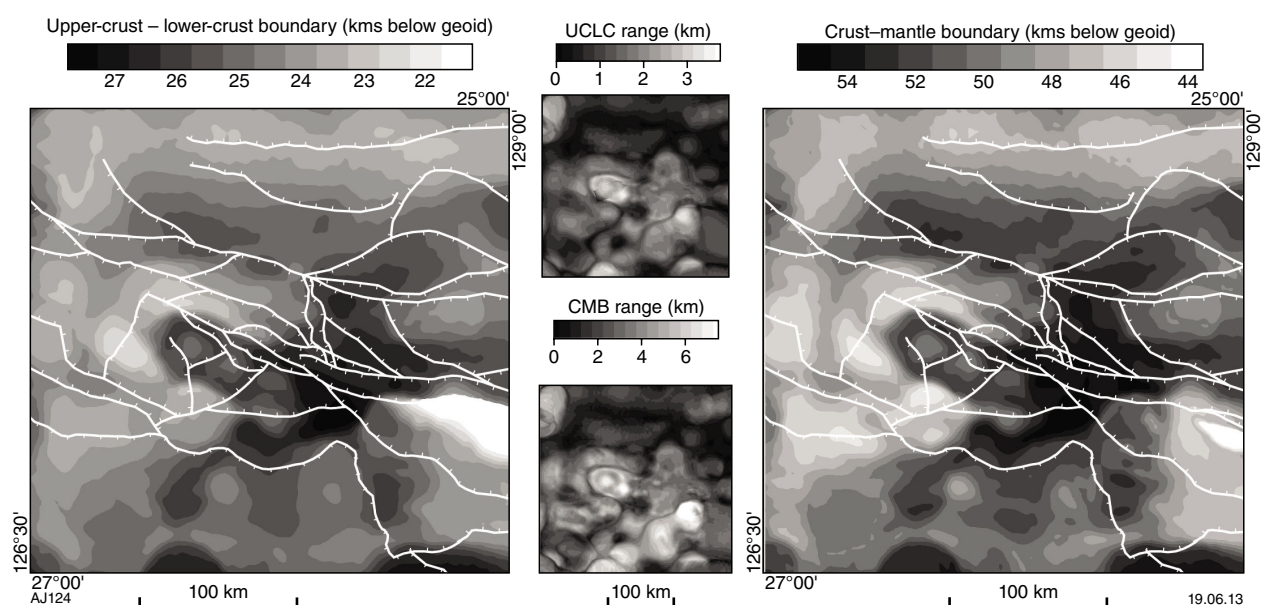 Upper-crust – lower-crust boundary (kms below geoid)
27 26 25 24 23 22
25°00'
129°00'
126°30'
27°00'
AJ124
100 km
UCLC range (km)
0 1 2 3
CMB range (km)
0 2 4 6
100 km
Crust–mantle boundary (kms below geoid)
54 52 50 48 46 44
25°00'
129°00'
126°30'
27°00'
100 km
19.06.13